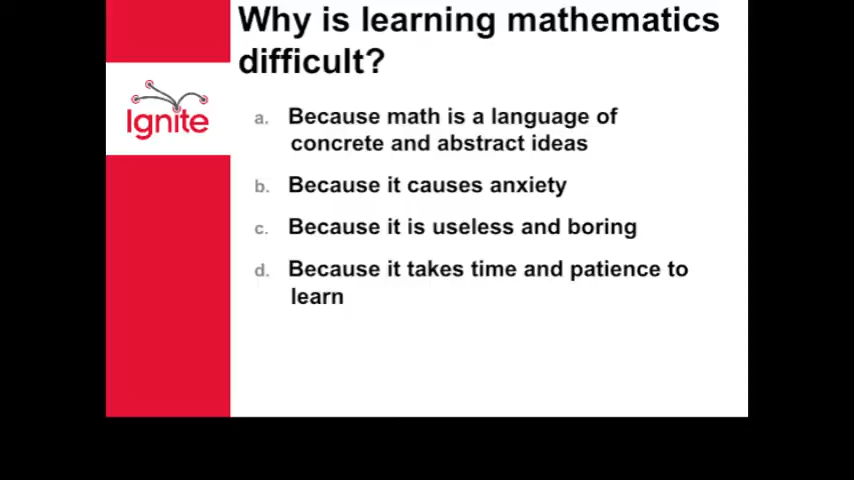 Why is learning mathematics
difficult?
Ignite
a. Because math is a language of
concrete and abstract ideas
b. Because it causes anxiety
c. Because it is useless and boring
d. Because it takes time and patience to
learn